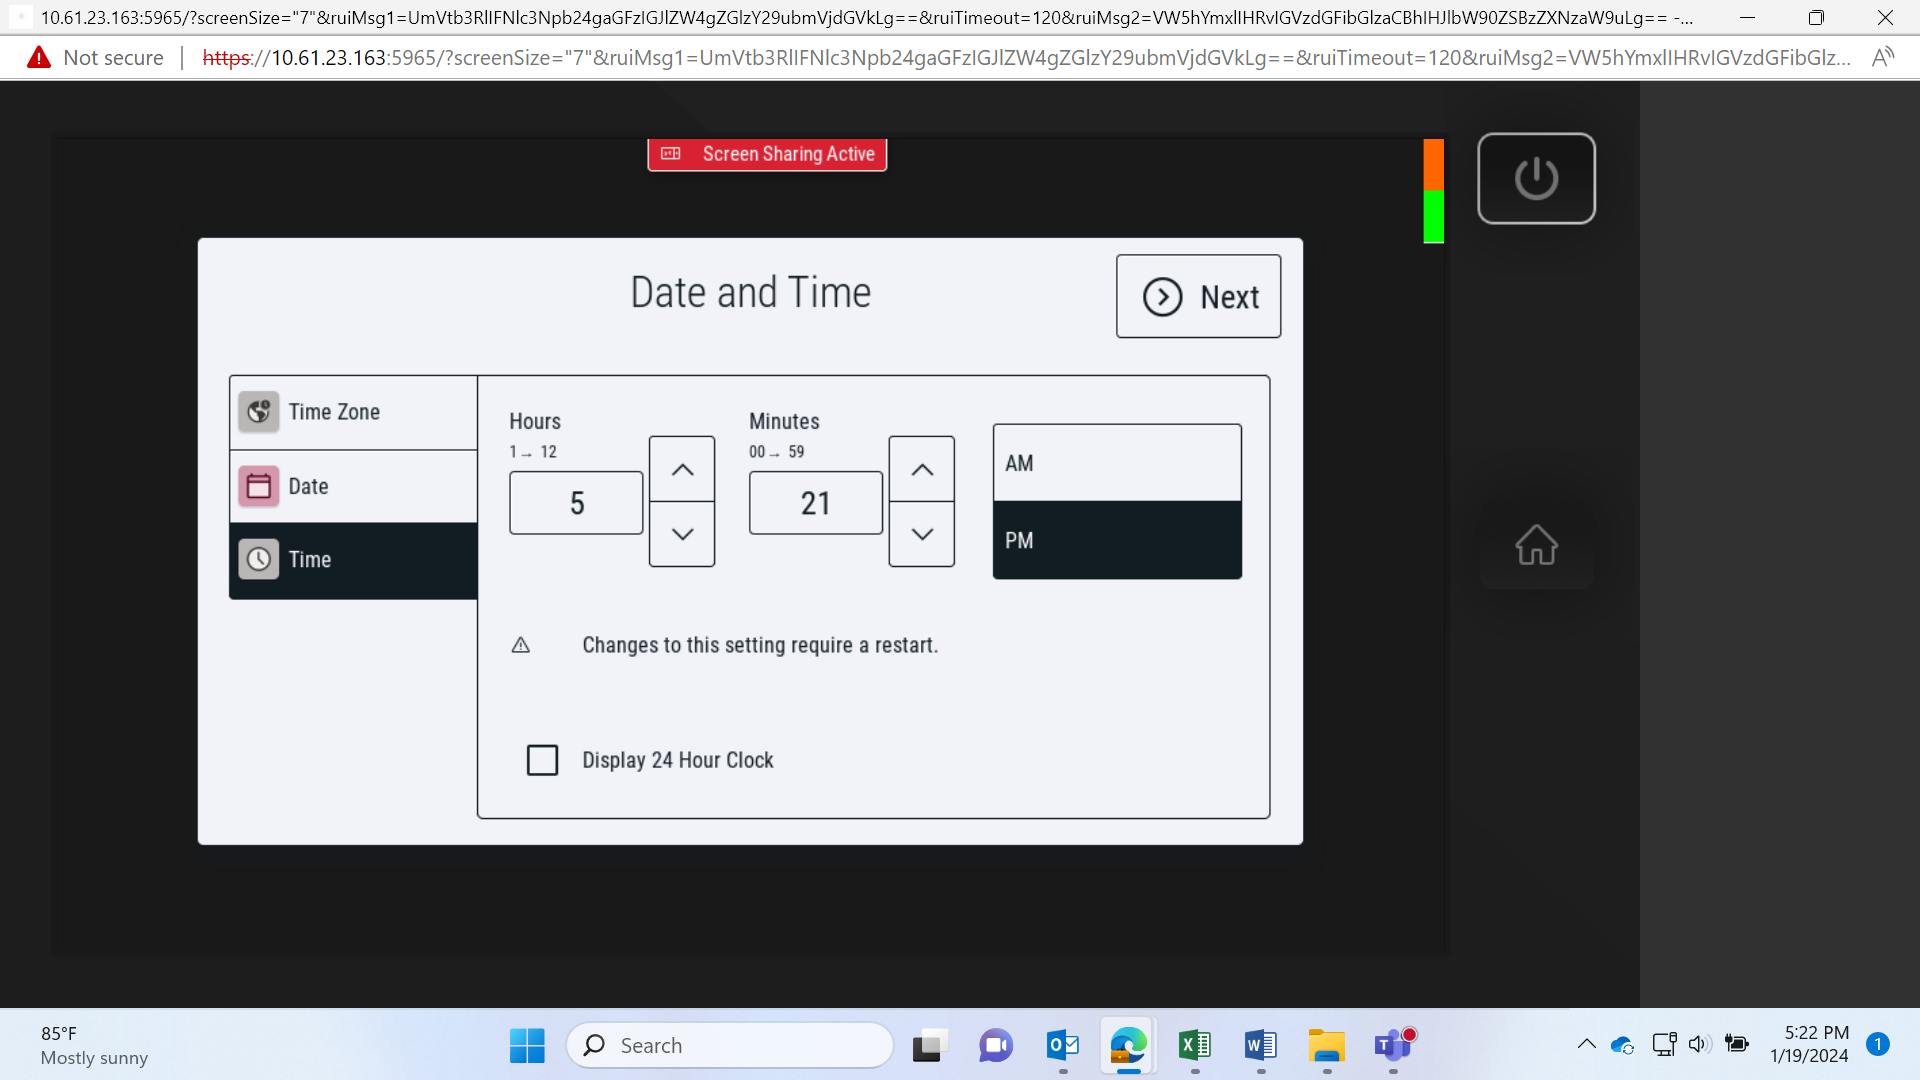 10.61.23.163:5965/?screenSize="7"&ruiMsg1=UmVtb3RlIFNlc3Npb24gaGFzIGJlZW4gZGlzY29ubmVjdGVkLg==&ruiTimeout=120&ruiMsg2=VW5hYmxlIHRvIGVzdGFibGlzaCBhIHJlbW90ZSBzZXNzaW9uLg== -...
Not secure
https://10.61.23.163:5965/?screenSize="7"&ruiMsg1=UmVtb3RlIFNlc3Npb24gaGFzIGJlZW4gZGlzY29ubmVjdGVkLg==&ruiTimeout=120&ruiMsg2=VW5hYmxlIHRvIGVzdGFibGlz...
Screen Sharing Active
Date and Time
Next
Time Zone
Date
Time
Hours
1→ 12
5
Minutes
00→ 59
21
AM
PM
Changes to this setting require a restart.
Display 24 Hour Clock
85°F
Mostly sunny
Search
5:22 PM
1/19/2024
1